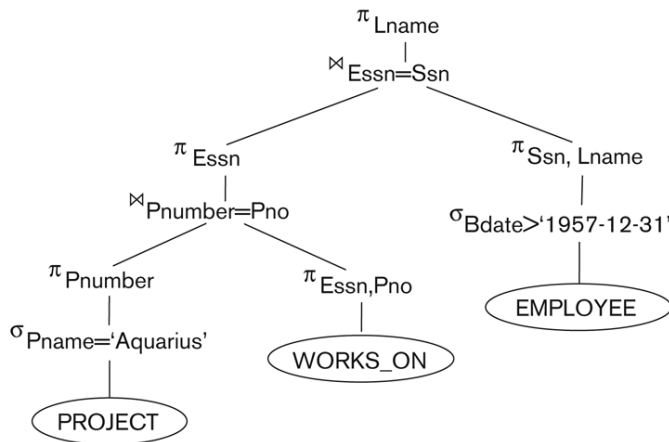 π Lname
⋈ Essn=Ssn
π Essn
π Ssn, Lname
⋈ Pnumber=Pno
σ Bdate>‘1957-12-31’
π Pnumber
π Essn,Pno
EMPLOYEE
σ Pname=‘Aquarius’
WORKS_ON
PROJECT